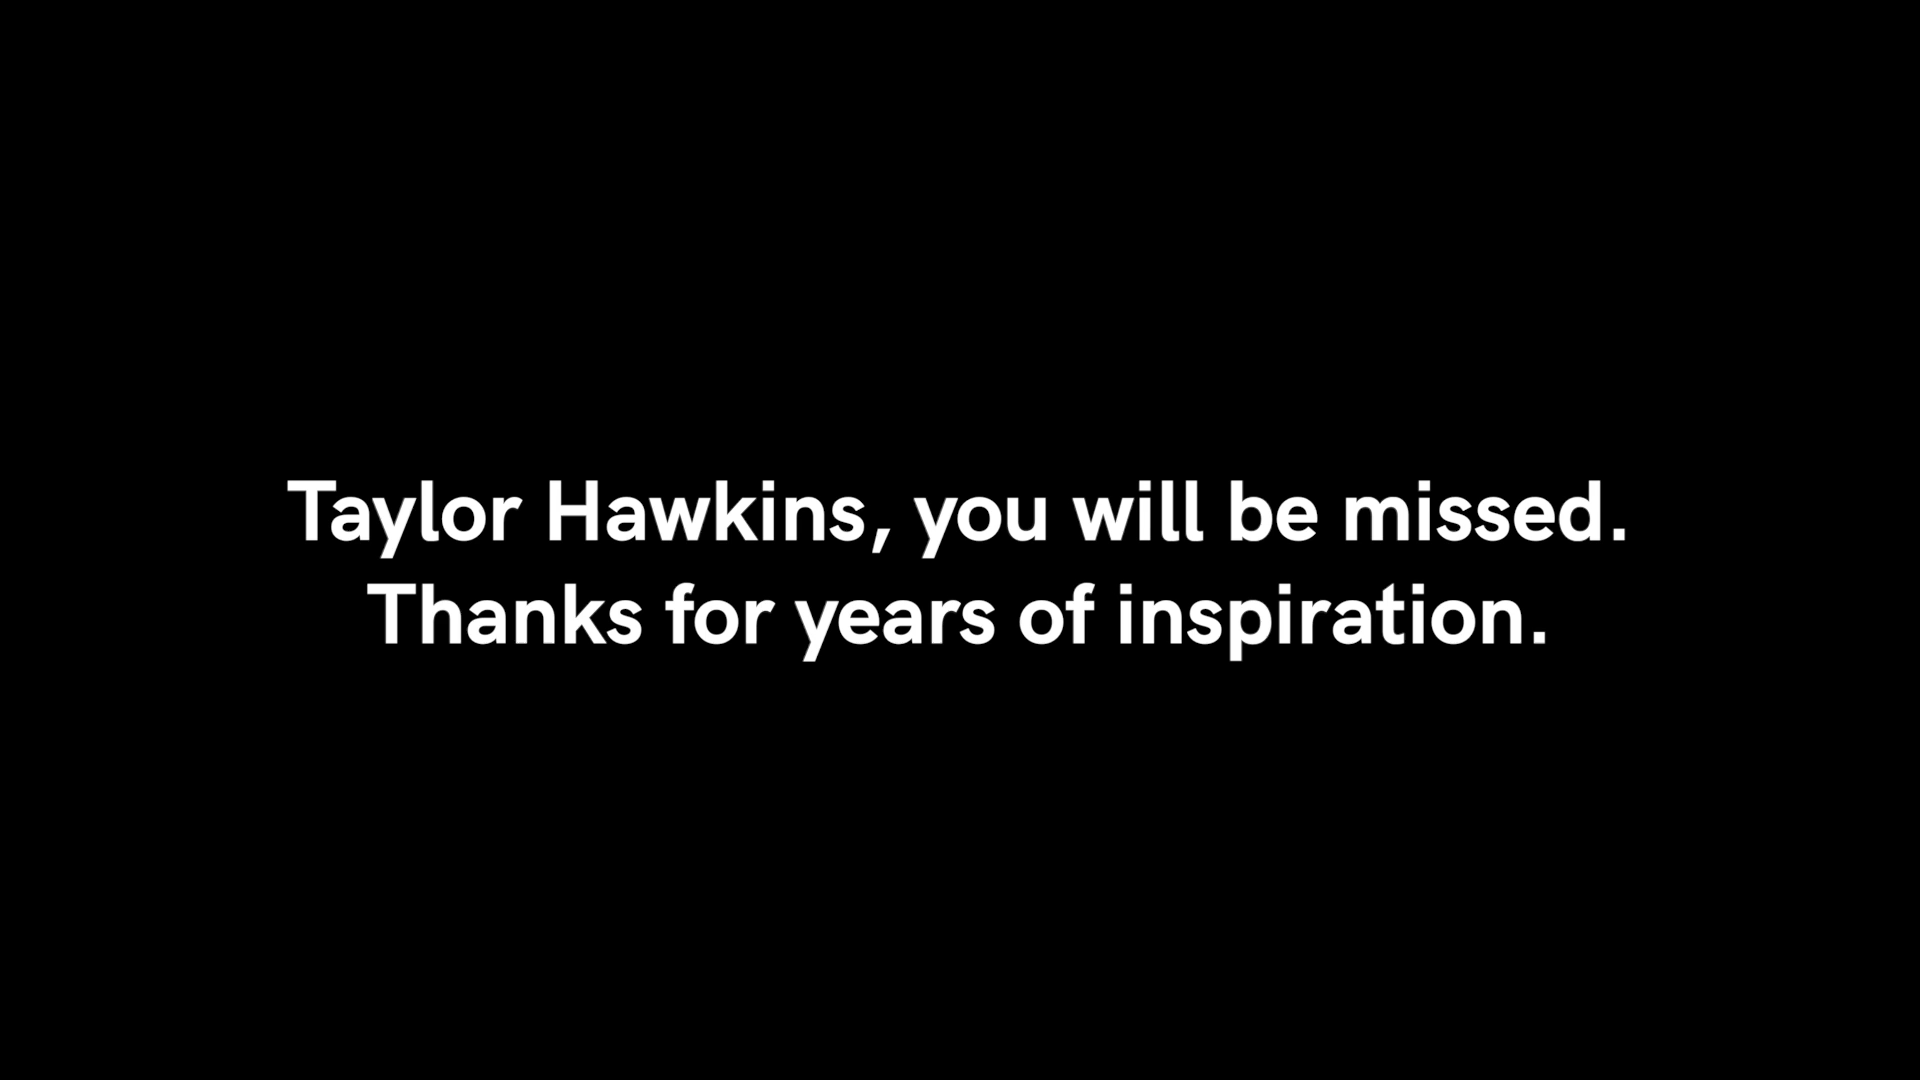 Taylor Hawkins, you will be missed.
Thanks for years of inspiration.